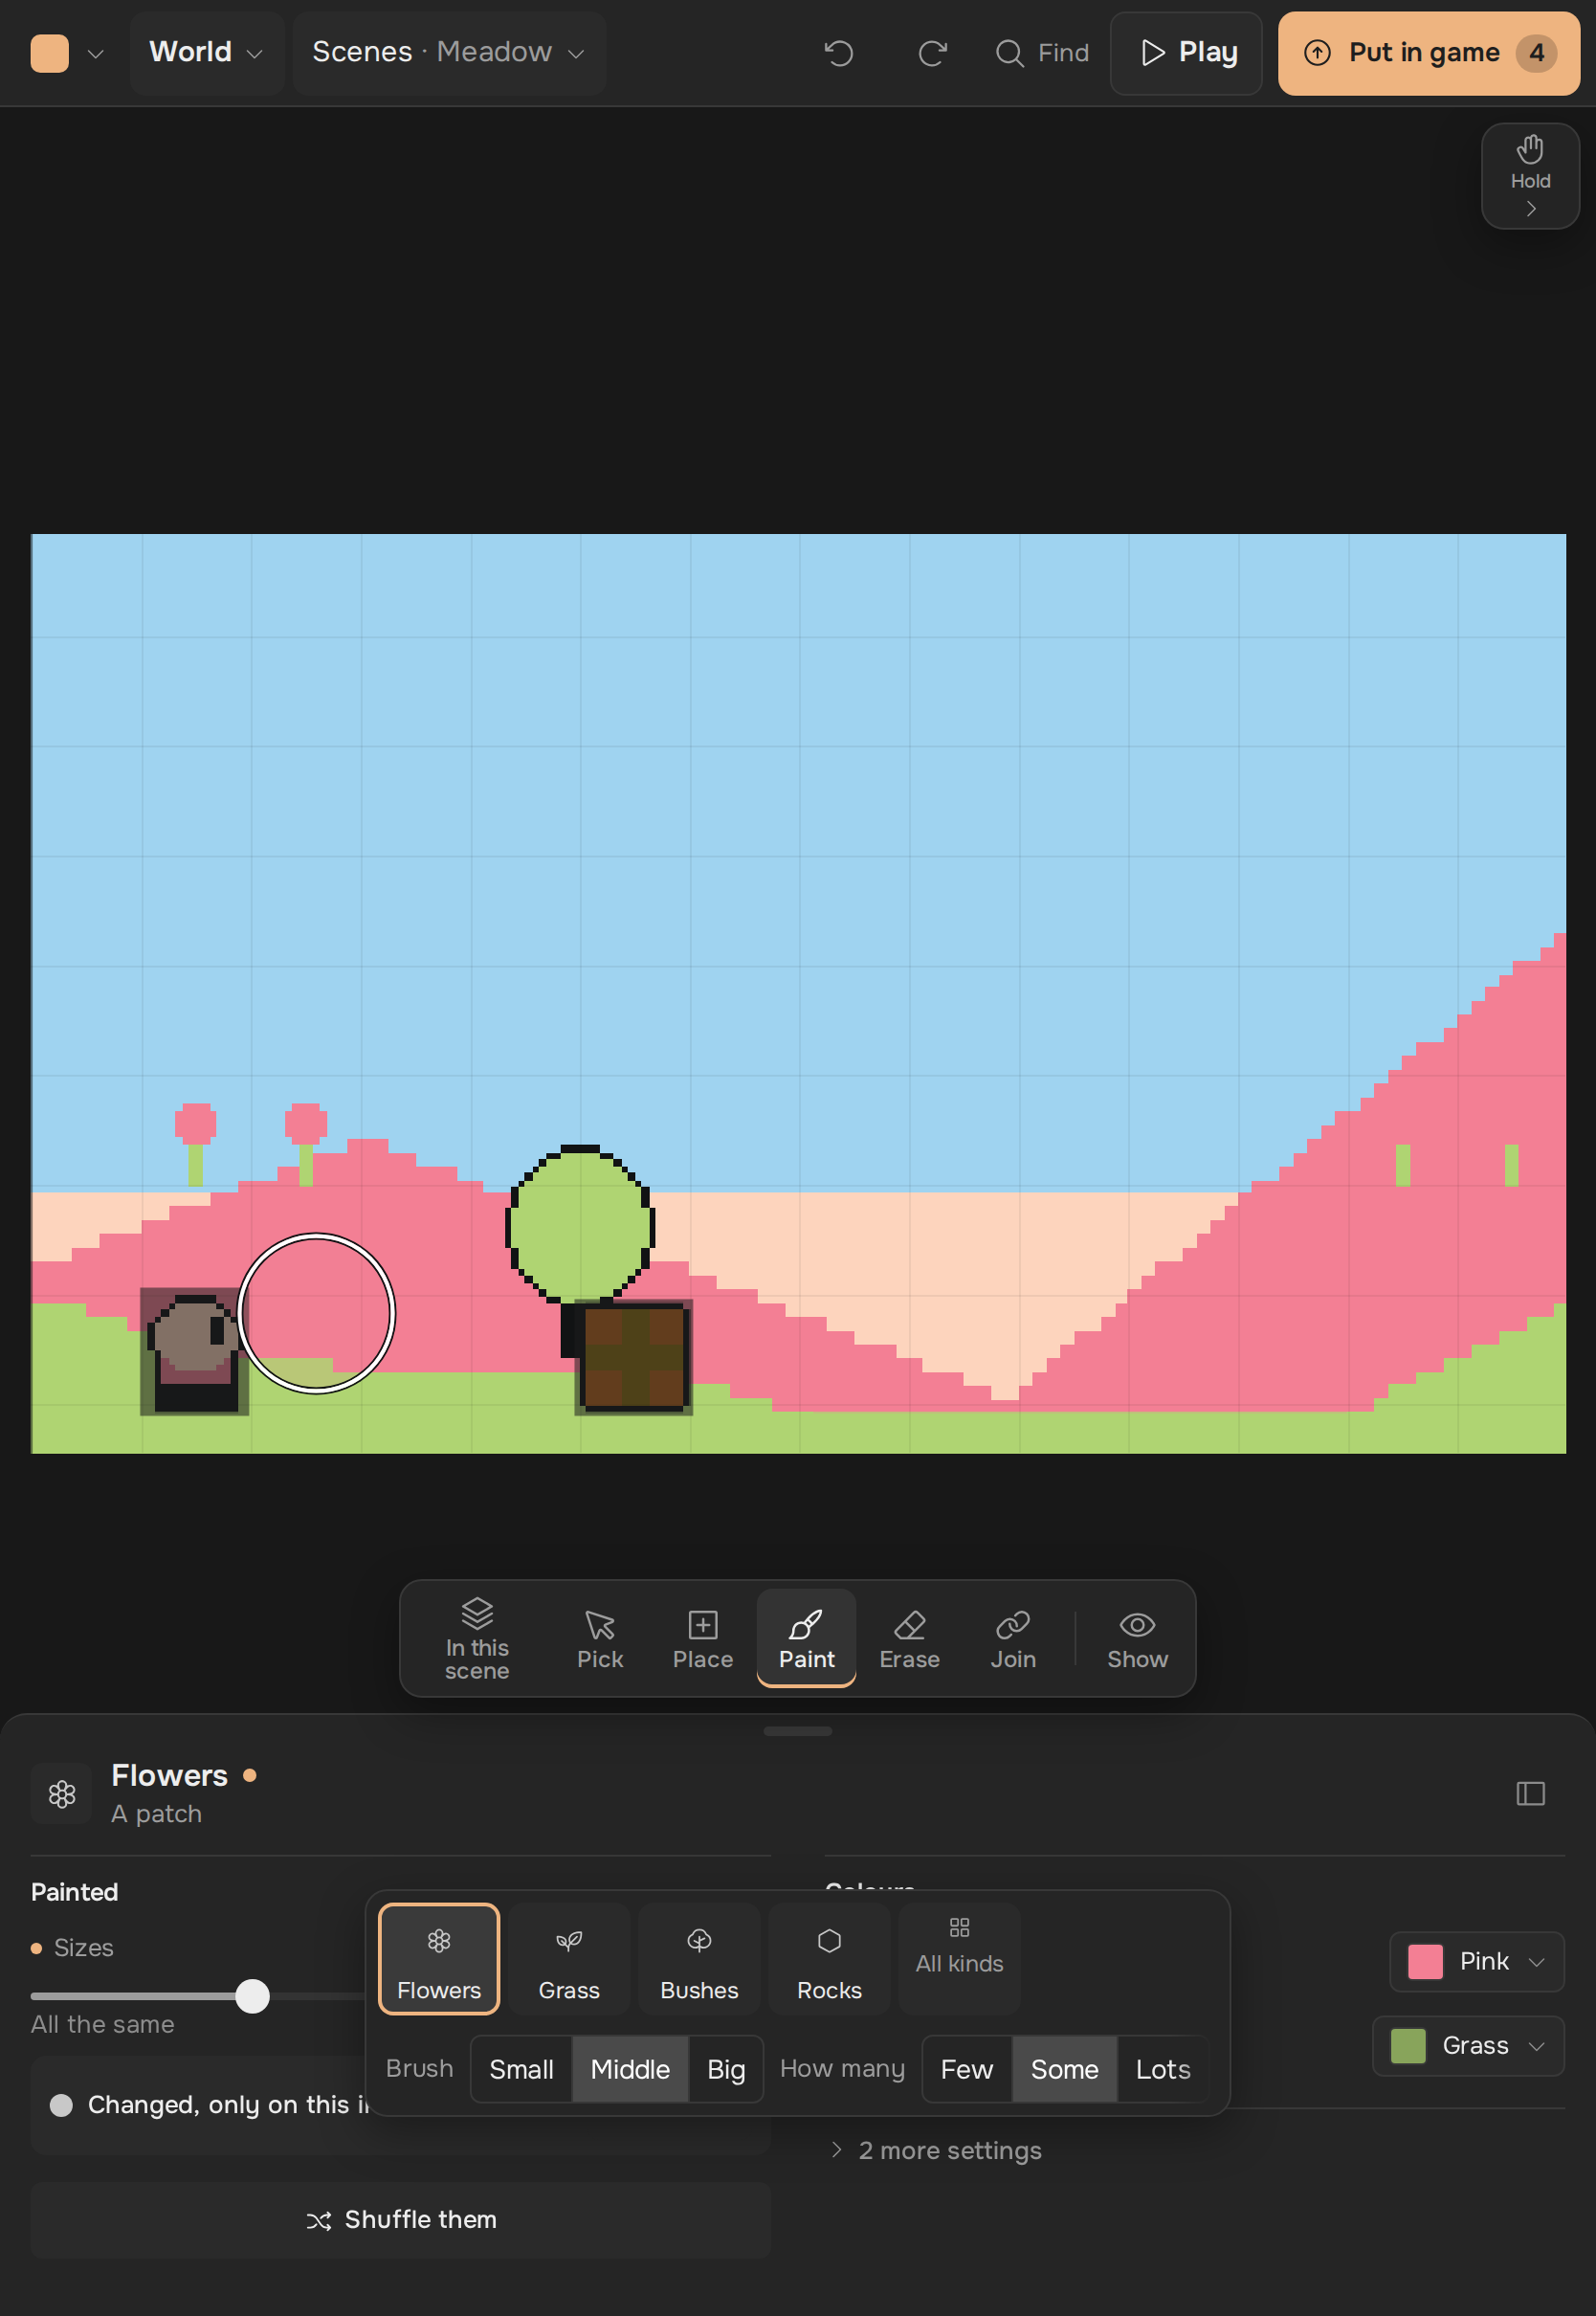 World
Scenes · Meadow
Find
Play
Put in game 4
Hold
In this
scene
Pick
Place
Paint
Erase
Join
Show
Flowers
A patch
Painted
Colours
Sizes
All the same
Changed, only on this
Flowers
Grass
Bushes
Rocks
All kinds
Brush
Small
Middle
Big
How many
Few
Some
Lots
Pink
Grass
2 more settings
Shuffle them